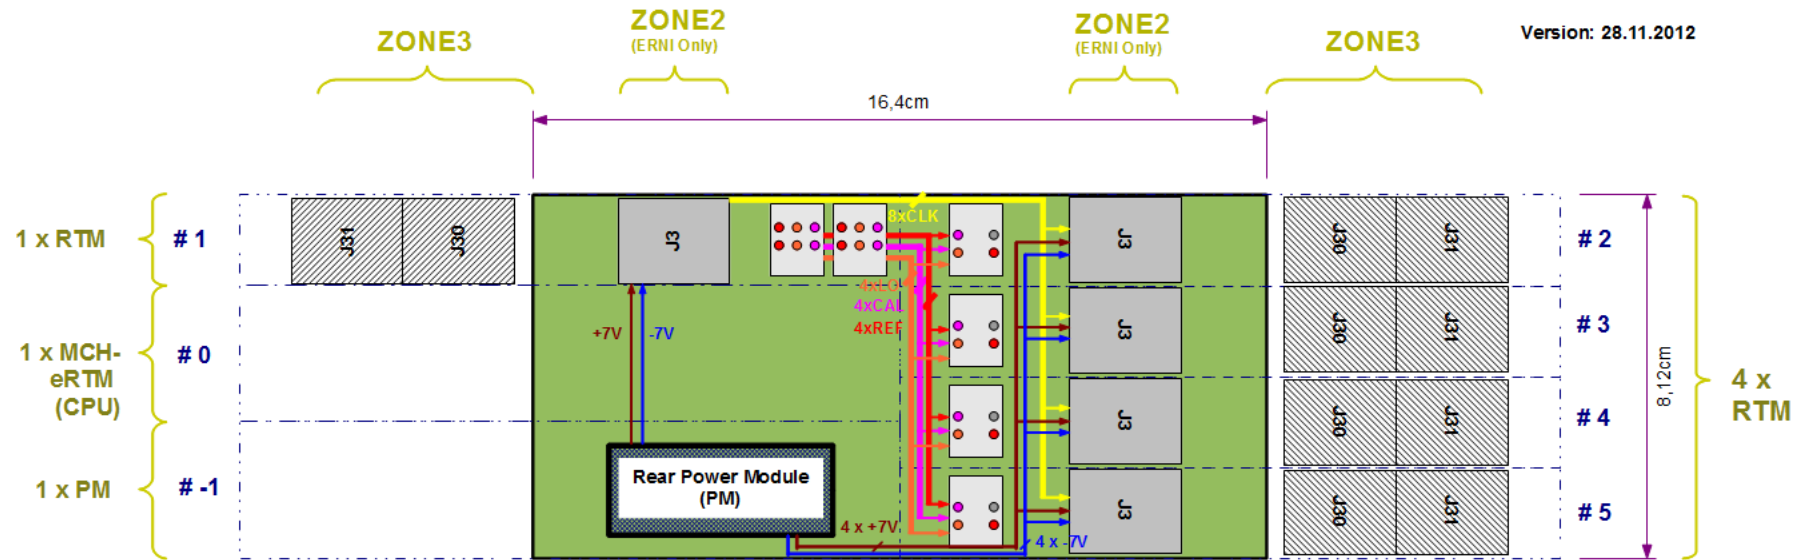 ZONE3
ZONE2
(ERNI Only)
ZONE2
(ERNI Only)
ZONE3
Version: 28.11.2012
16,4cm
1 x RTM
# 1
J31
J30
J3
8xCLK
J3
J30
J31
# 2
4xLO
4xCAL
4xREF
+7V
-7V
1 x MCH-
eRTM
(CPU)
# 0
J3
J30
J31
# 3
8,12cm
4 x
RTM
J3
J30
J31
# 4
1 x PM
# -1
Rear Power Module
(PM)
4 x +7V
4 x -7V
J3
J30
J31
# 5